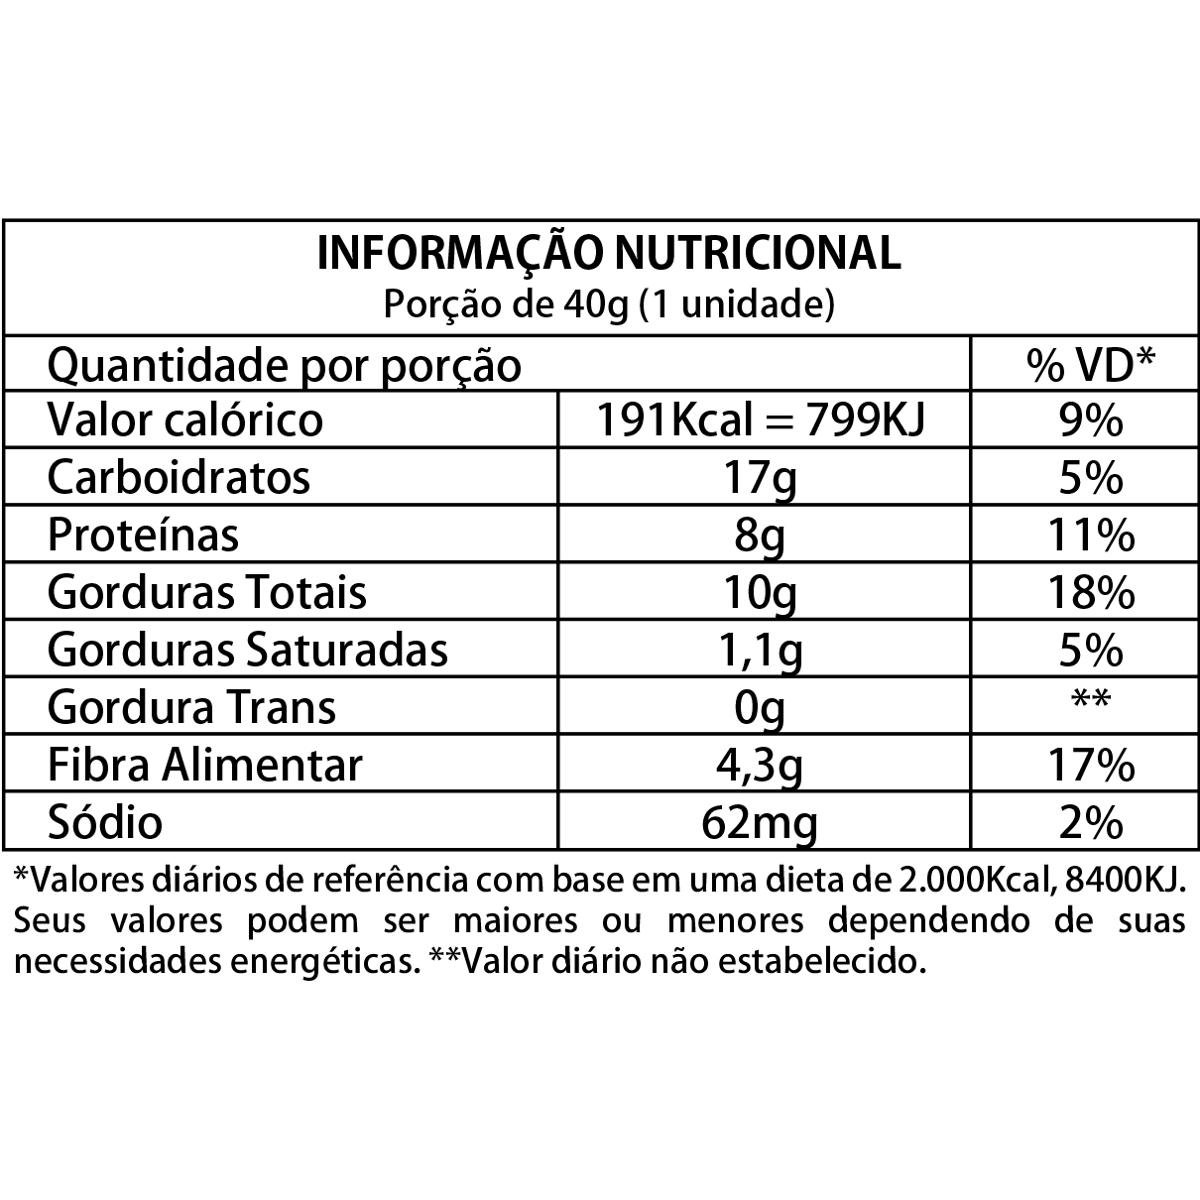 INFORMAÇÃO NUTRICIONAL
Porção de 40g (1 unidade)
Quantidade por porção % VD*
Valor calórico 191Kcal = 799KJ 9%
Carboidratos 17g 5%
Proteínas 8g 11%
Gorduras Totais 10g 18%
Gorduras Saturadas 1,1g 5%
Gordura Trans 0g **
Fibra Alimentar 4,3g 17%
Sódio 62mg 2%
*Valores diários de referência com base em uma dieta de 2.000Kcal, 8400KJ.
Seus valores podem ser maiores ou menores dependendo de suas
necessidades energéticas. **Valor diário não estabelecido.